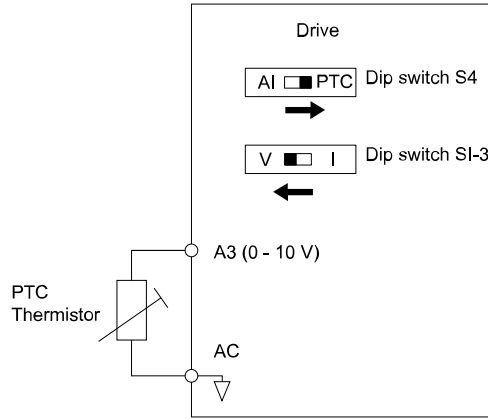 Drive
AI PTC Dip switch S4
V I Dip switch SI-3
A3 (0 - 10 V)
PTC
Thermistor
AC